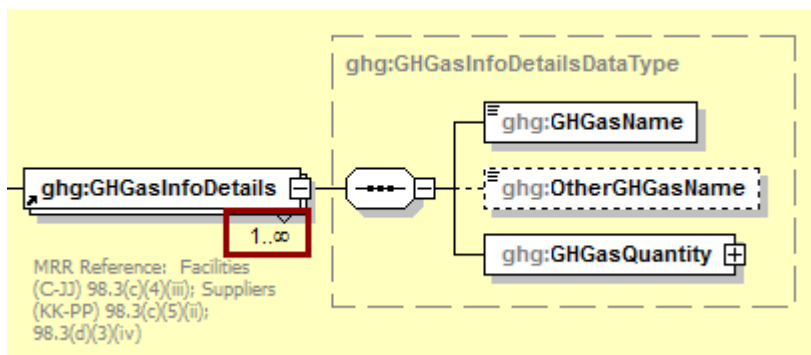 ghg:GHGasInfoDetailsDataType
ghg:GHGasName
ghg:GHGasInfoDetails
ghg:OtherGHGasName
1..∞
ghg:GHGasQuantity
MRR Reference: Facilities
(C-JJ) 98.3(c)(4)(iii); Suppliers
(KK-PP) 98.3(c)(5)(ii);
98.3(d)(3)(iv)